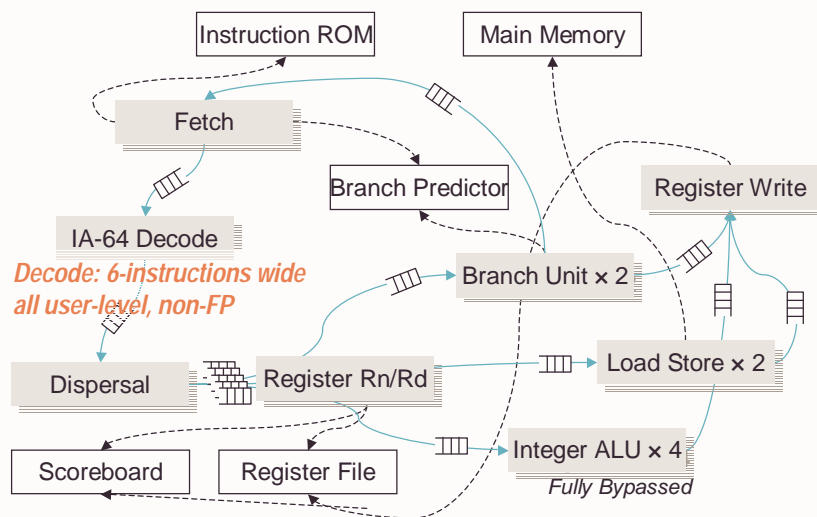 Instruction ROM
Main Memory
Fetch
Branch Predictor
Register Write
IA-64 Decode
Decode: 6-instructions wide
all user-level, non-FP
Branch Unit × 2
Dispersal
Register Rn/Rd
Load Store × 2
Scoreboard
Register File
Integer ALU × 4
Fully Bypassed